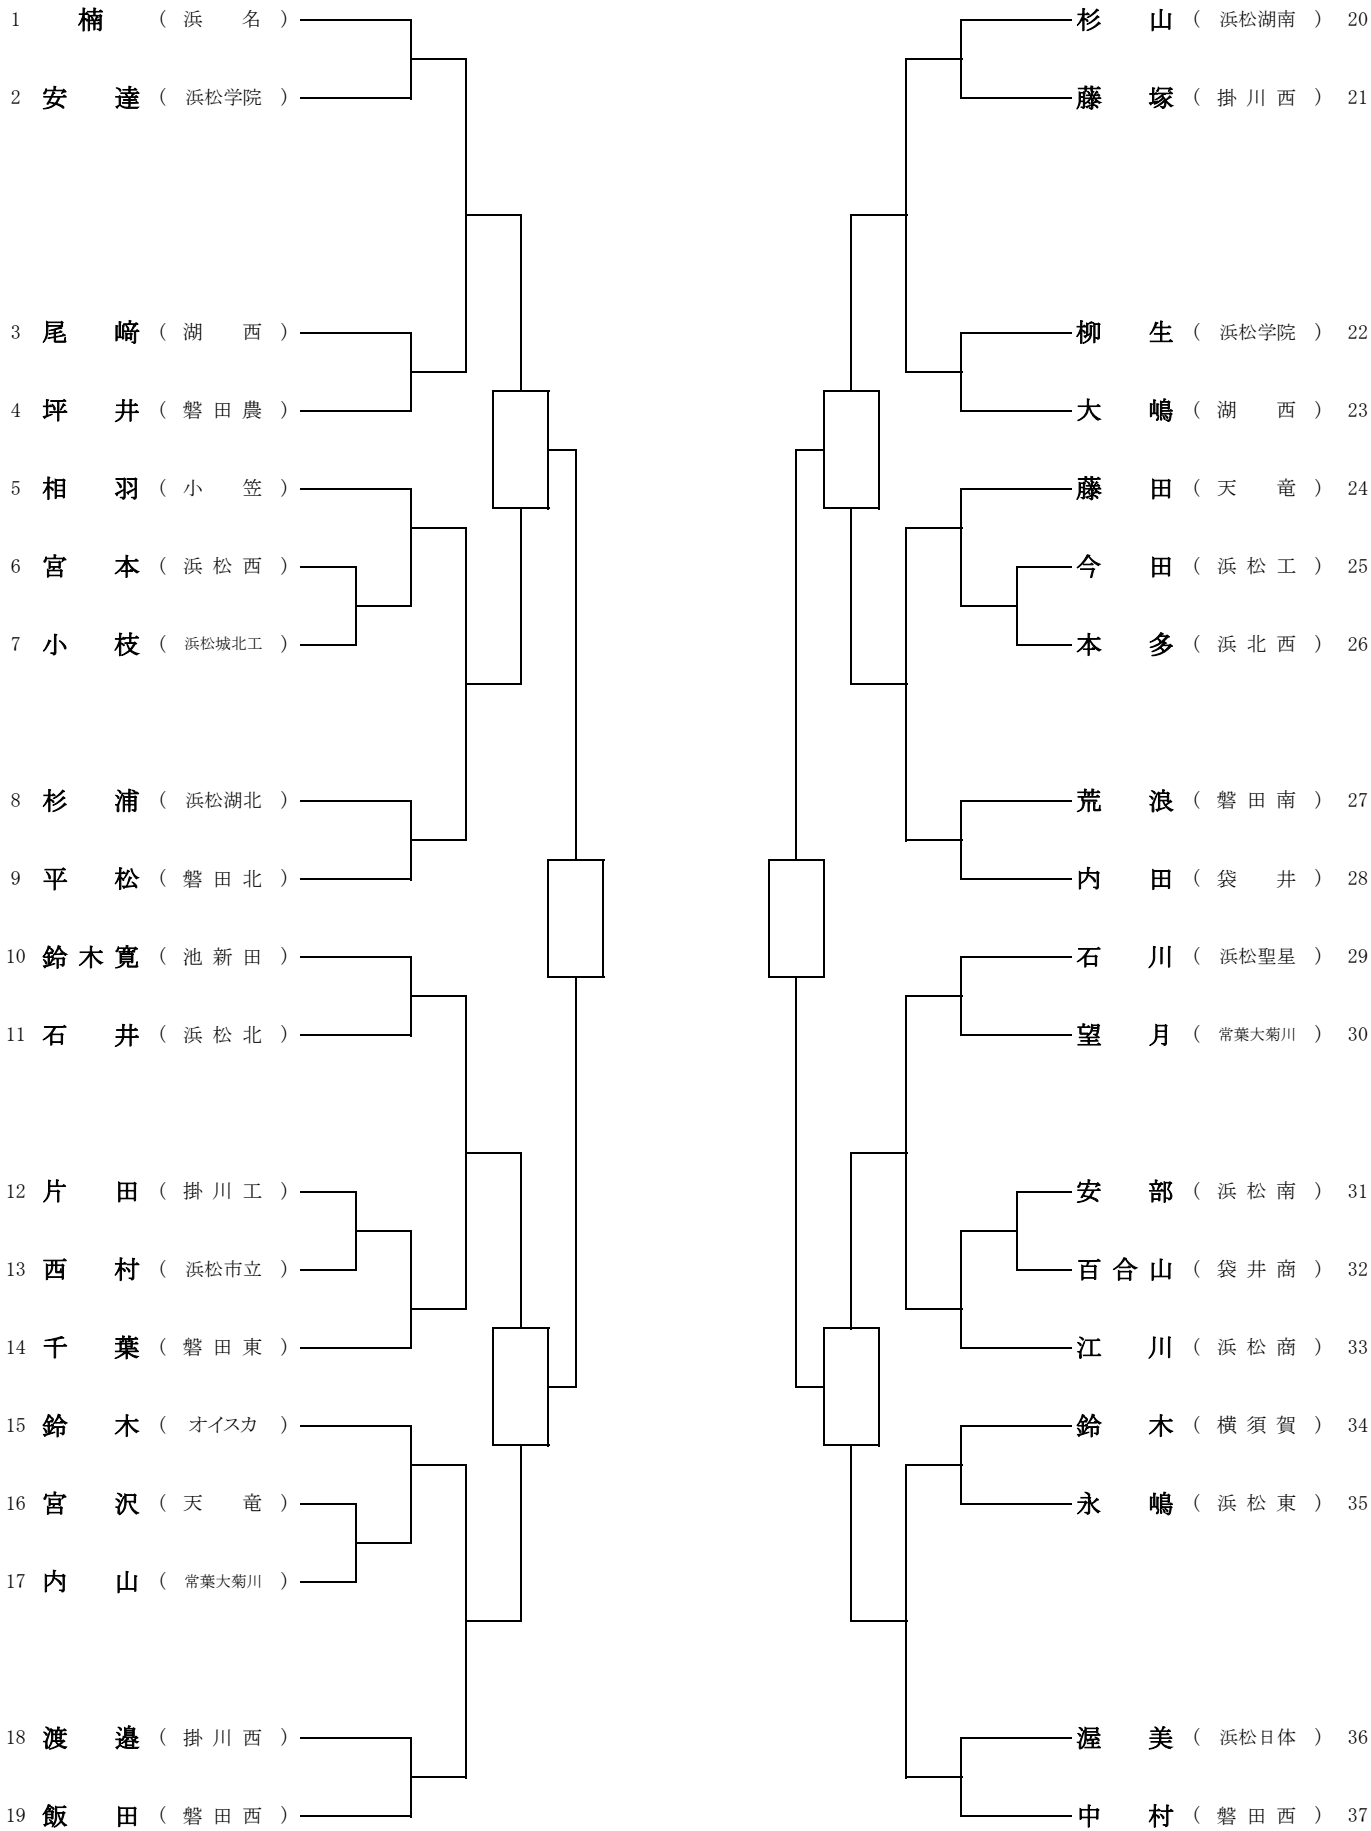 1 楠 ( 浜 名 )
2 安 達 ( 浜松学院 )
3 尾 﨑 ( 湖 西 )
4 坪 井 ( 磐 田 農 )
5 相 羽 ( 小 笠 )
6 宮 本 ( 浜 松 西 )
7 小 枝 ( 浜松城北工 )
8 杉 浦 ( 浜松湖北 )
9 平 松 ( 磐 田 北 )
10 鈴 木 寛 ( 池 新 田 )
11 石 井 ( 浜 松 北 )
12 片 田 ( 掛 川 工 )
13 西 村 ( 浜松市立 )
14 千 葉 ( 磐 田 東 )
15 鈴 木 ( オイスカ )
16 宮 沢 ( 天 竜 )
17 内 山 ( 常葉大菊川 )
18 渡 邉 ( 掛 川 西 )
19 飯 田 ( 磐 田 西 )
杉 山 ( 浜松湖南 ) 20
藤 塚 ( 掛 川 西 ) 21
柳 生 ( 浜松学院 ) 22
大 嶋 ( 湖 西 ) 23
藤 田 ( 天 竜 ) 24
今 田 ( 浜 松 工 ) 25
本 多 ( 浜 北 西 ) 26
荒 浪 ( 磐 田 南 ) 27
内 田 ( 袋 井 ) 28
石 川 ( 浜松聖星 ) 29
望 月 ( 常葉大菊川 ) 30
安 部 ( 浜 松 南 ) 31
百 合 山 ( 袋 井 商 ) 32
江 川 ( 浜 松 商 ) 33
鈴 木 ( 横 須 賀 ) 34
永 嶋 ( 浜 松 東 ) 35
渥 美 ( 浜松日体 ) 36
中 村 ( 磐 田 西 ) 37